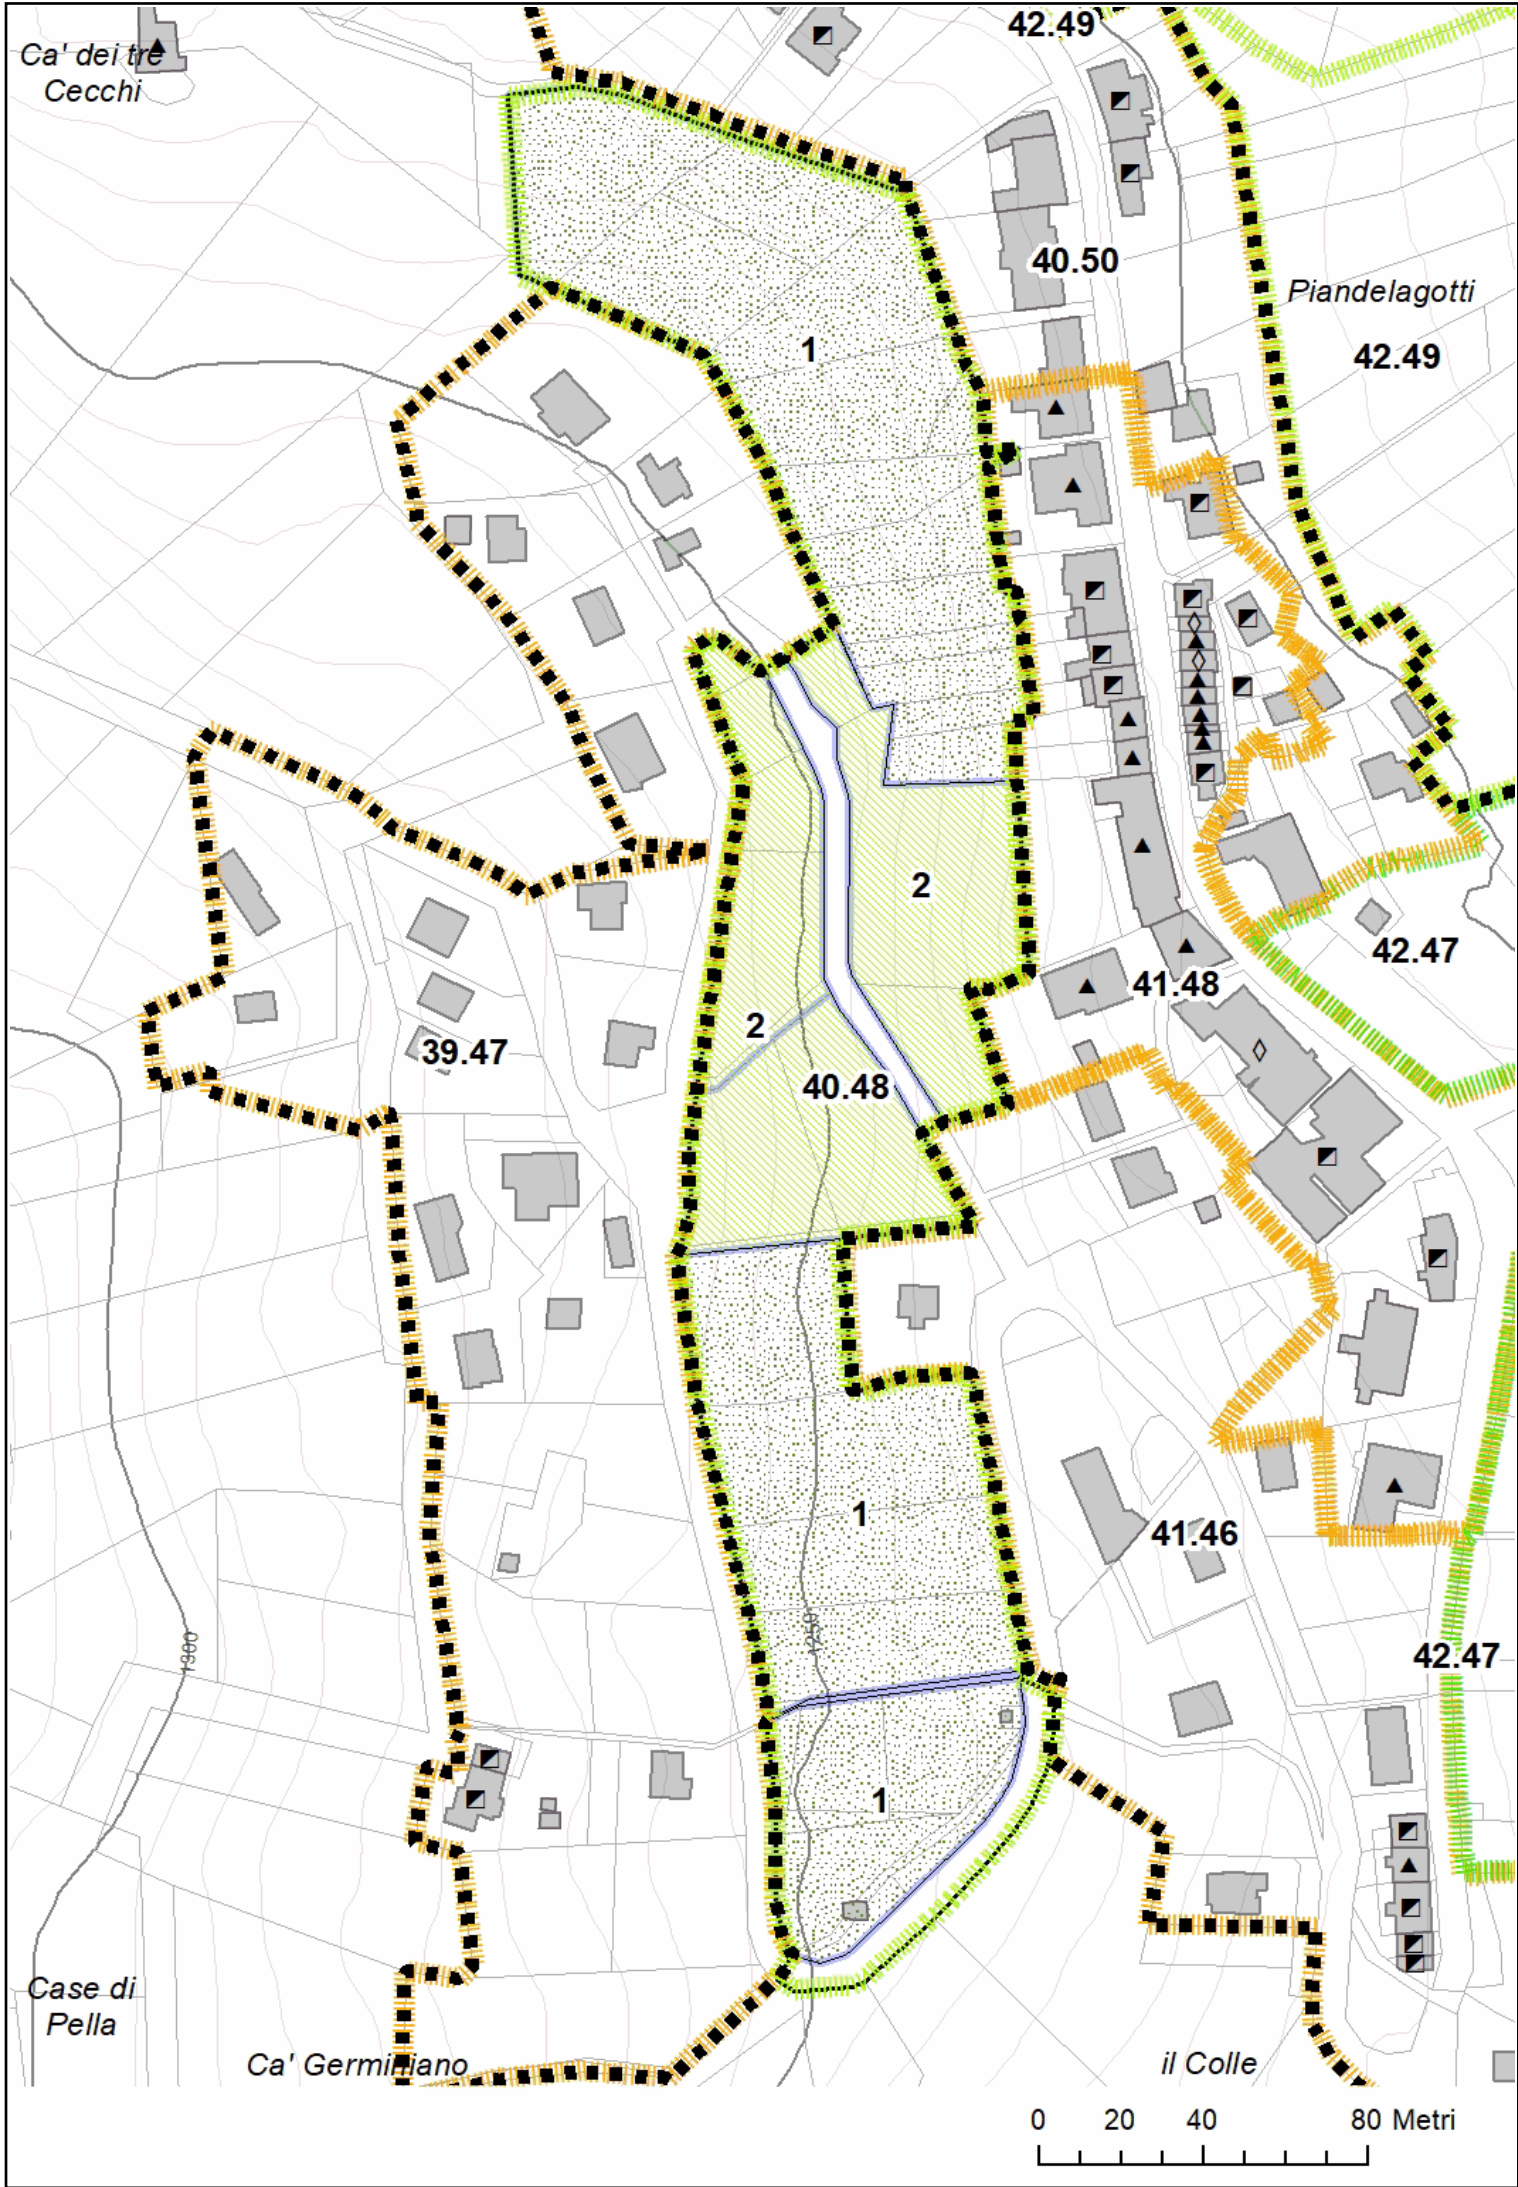 42.49
Ca' dei tre
Cecchi
40.50
Piandelagotti
1
42.49
2
42.47
41.48
2
39.47
40.48
1
41.46
1250
1300
42.47
1
Case di
Pella
Ca' Germiniano
il Colle
0 20 40 80 Metri